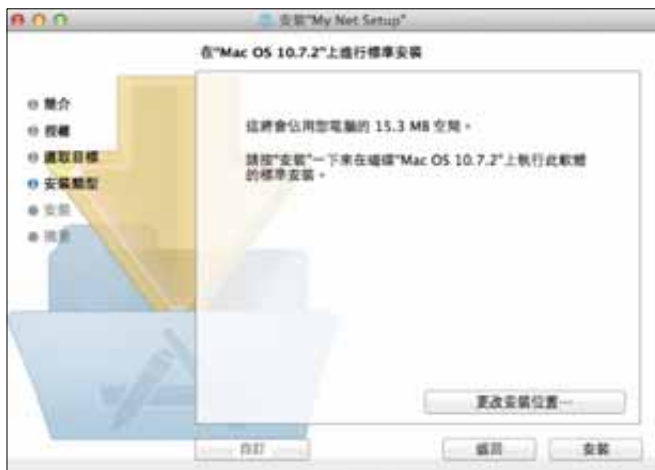 安裝"My Net Setup"
在"Mac OS 10.7.2"上進行標準安裝
簡介
授權
選取目標
安裝類型
安裝
摘要
這將會佔用您電腦的 15.3 MB 空間。
請按"安裝"一下來在磁碟"Mac OS 10.7.2"上執行此軟體
的標準安裝。
更改安裝位置⋯
自訂
返回
安裝